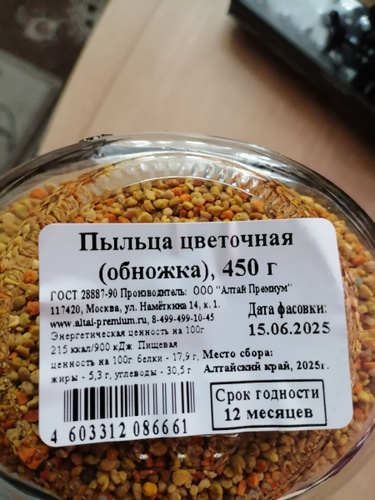 Пыльца цветочная
(обножка), 450 г
ГОСТ 28887-90 Производитель: ООО "Алтай Премиум"
117420, Москва, ул. Намёткина 14, к. 1.
www.altai-premium.ru, 8-499-499-10-45
Энергетическая ценность на 100г
215 ккал/900 кДж Пищевая
ценность на 100г: белки - 17,9 г,
жиры - 5,3 г, углеводы - 30,5 г
Дата фасовки:
15.06.2025
Место сбора:
Алтайский край, 2025г.
Срок годности
12 месяцев
4 603312 086661